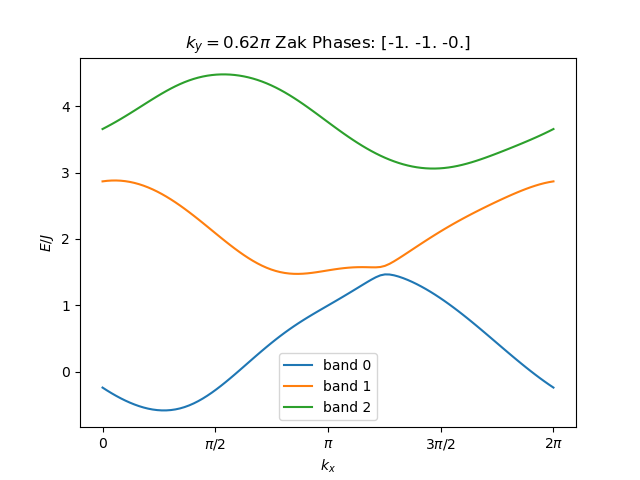 $k_y = 0.62\pi$ Zak Phases: [-1. -1. -0.]
4
3
2
1
0
E/J
band 0
band 1
band 2
0 π/2 π 3π/2 2π
$k_x$